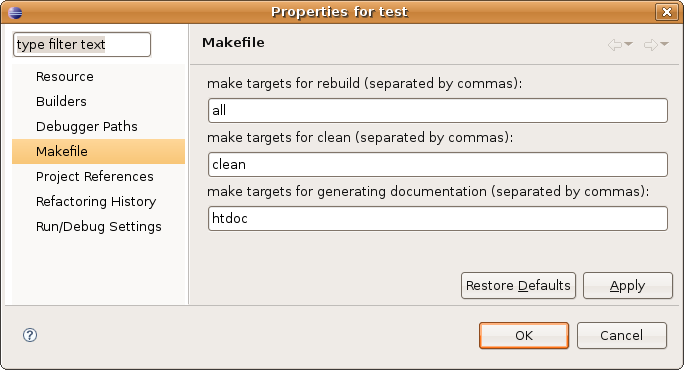 Properties for test
type filter text
Resource
Builders
Debugger Paths
Makefile
Project References
Refactoring History
Run/Debug Settings
Makefile
make targets for rebuild (separated by commas):
all
make targets for clean (separated by commas):
clean
make targets for generating documentation (separated by commas):
htdoc
Restore Defaults
Apply
?
OK
Cancel